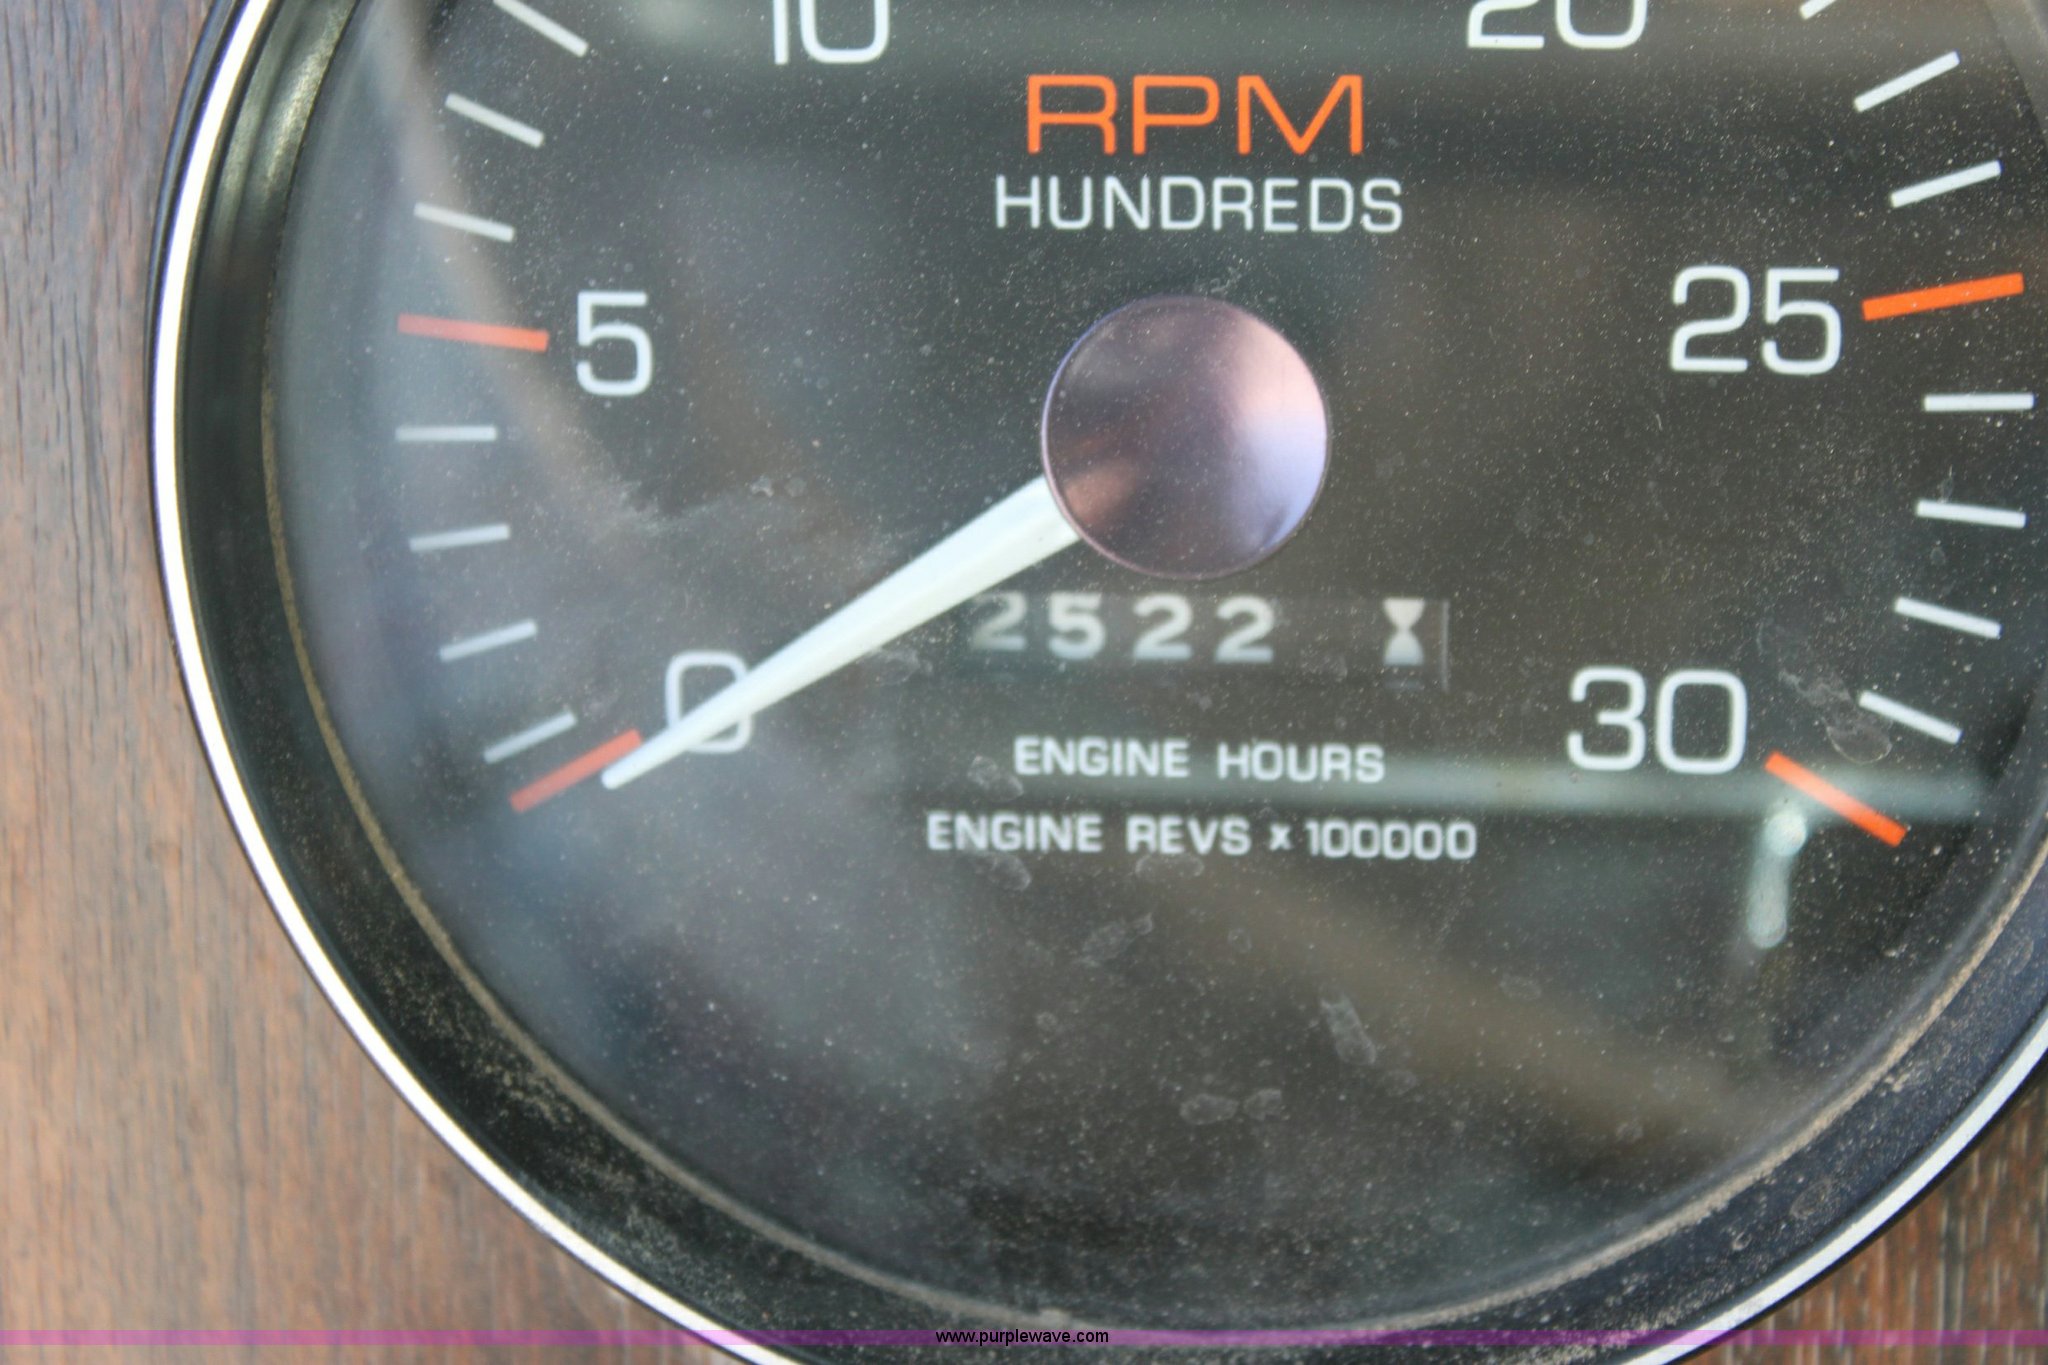 10 20
RPM
HUNDREDS
5 25
2522
0 30
ENGINE HOURS
ENGINE REVS x 100000
www.purplewave.com